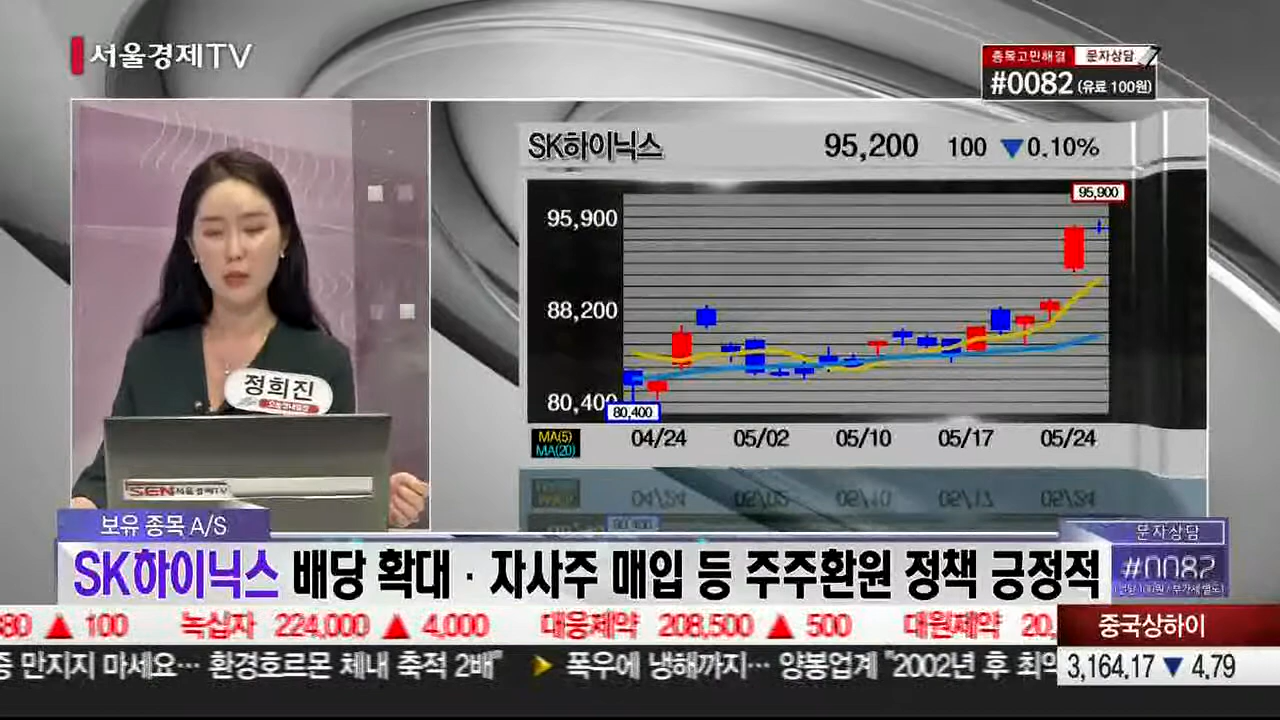 서울경제TV
종목고민해결 문자상담
#0082 (유료 100원)
SK하이닉스 95,200 100 ▼0.10%
95,900
95,900
88,200
80,400
80,400
MA(5)
MA(20)
04/24 05/02 05/10 05/17 05/24
정희진
SEN 서울경제TV
보유 종목 A/S
SK하이닉스 배당 확대·자사주 매입 등 주주환원 정책 긍정적
문자상담
#0082
▲ 100 녹십자 224,000 ▲ 4,000 대웅제약 208,500 ▲ 500 대원제약 20,
중국상하이
만지지 마세요… 환경호르몬 체내 축적 2배" > 폭우에 냉해까지… 양봉업계 "2002년 후 최악
3,164.17 ▼ 4.79